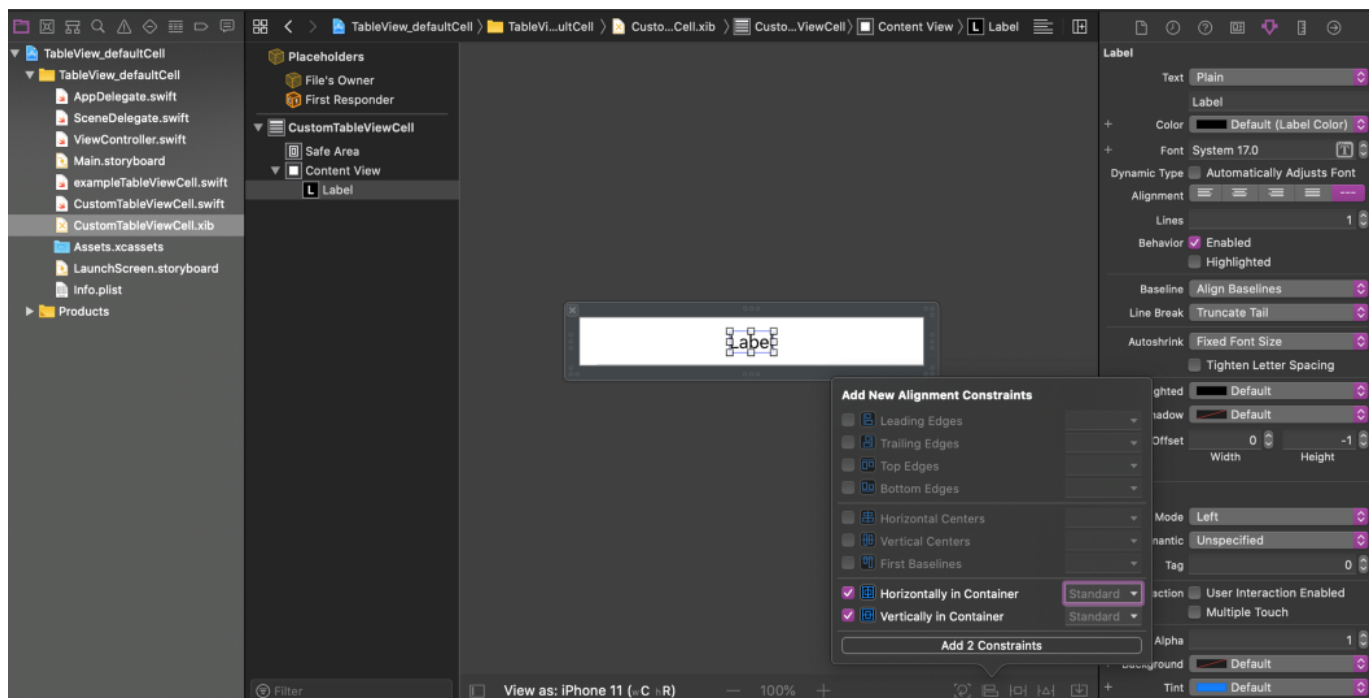 TableView_defaultCell
TableVi...ultCell
Custo...Cell.xib
Custo...ViewCell
Content View
L Label
TableView_defaultCell
TableView_defaultCell
AppDelegate.swift
SceneDelegate.swift
ViewController.swift
Main.storyboard
exampleTableViewCell.swift
CustomTableViewCell.swift
CustomTableViewCell.xib
Assets.xcassets
LaunchScreen.storyboard
Info.plist
Products
Placeholders
File's Owner
First Responder
CustomTableViewCell
Safe Area
Content View
L Label
Filter
Label
Add New Alignment Constraints
Leading Edges
Trailing Edges
Top Edges
Bottom Edges
Horizontal Centers
Vertical Centers
First Baselines
Horizontally in Container Standard
Vertically in Container Standard
Add 2 Constraints
View as: iPhone 11 (wC hR)
100%
Label
Text Plain
Label
Color Default (Label Color)
Font System 17.0 T
Dynamic Type Automatically Adjusts Font
Alignment
Lines 1
Behavior Enabled
Highlighted
Baseline Align Baselines
Line Break Truncate Tail
Autoshrink Fixed Font Size
Tighten Letter Spacing
ghted Default
adow Default
Offset 0 -1
Width Height
Mode Left
nantic Unspecified
Tag 0
action User Interaction Enabled
Multiple Touch
Alpha 1
Background Default
Tint Default